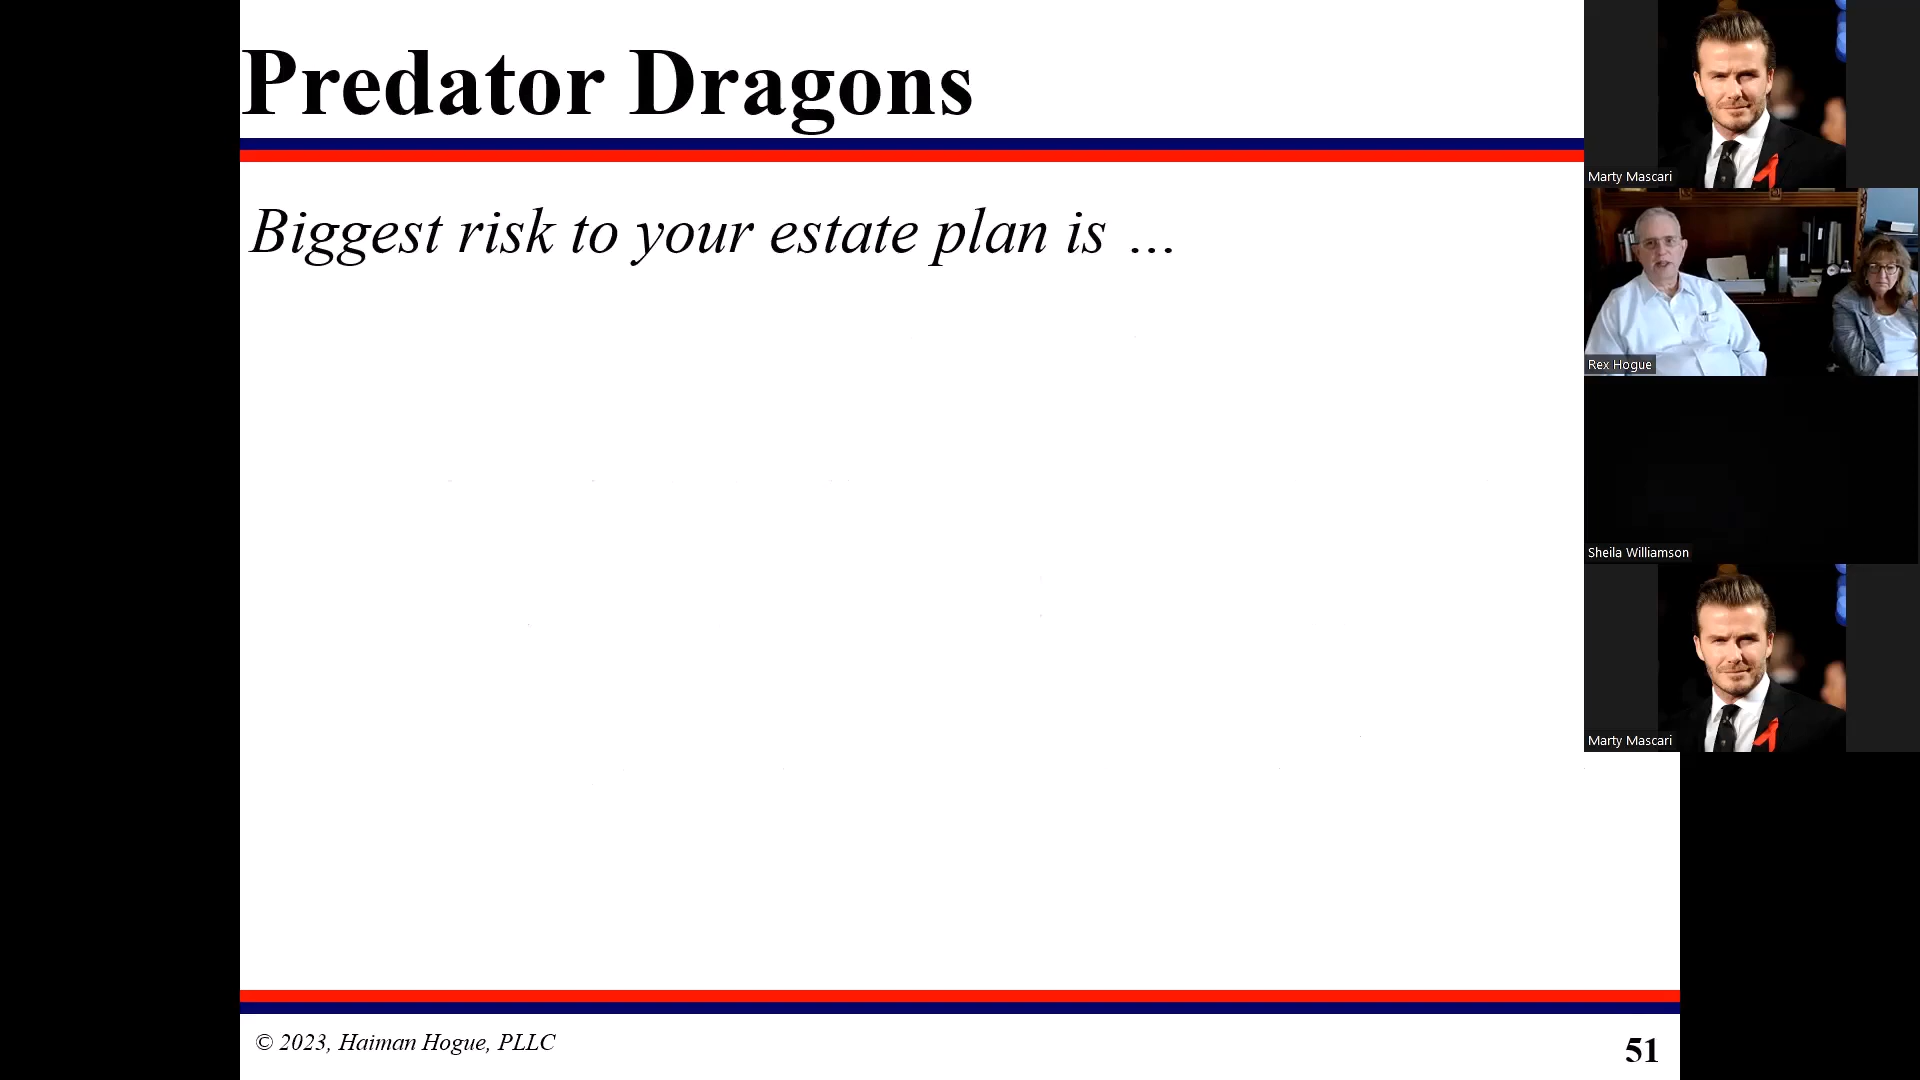 Predator Dragons
Biggest risk to your estate plan is ...
© 2023, Haiman Hogue, PLLC
51
Marty Mascari
Rex Hogue
Sheila Williamson
Marty Mascari